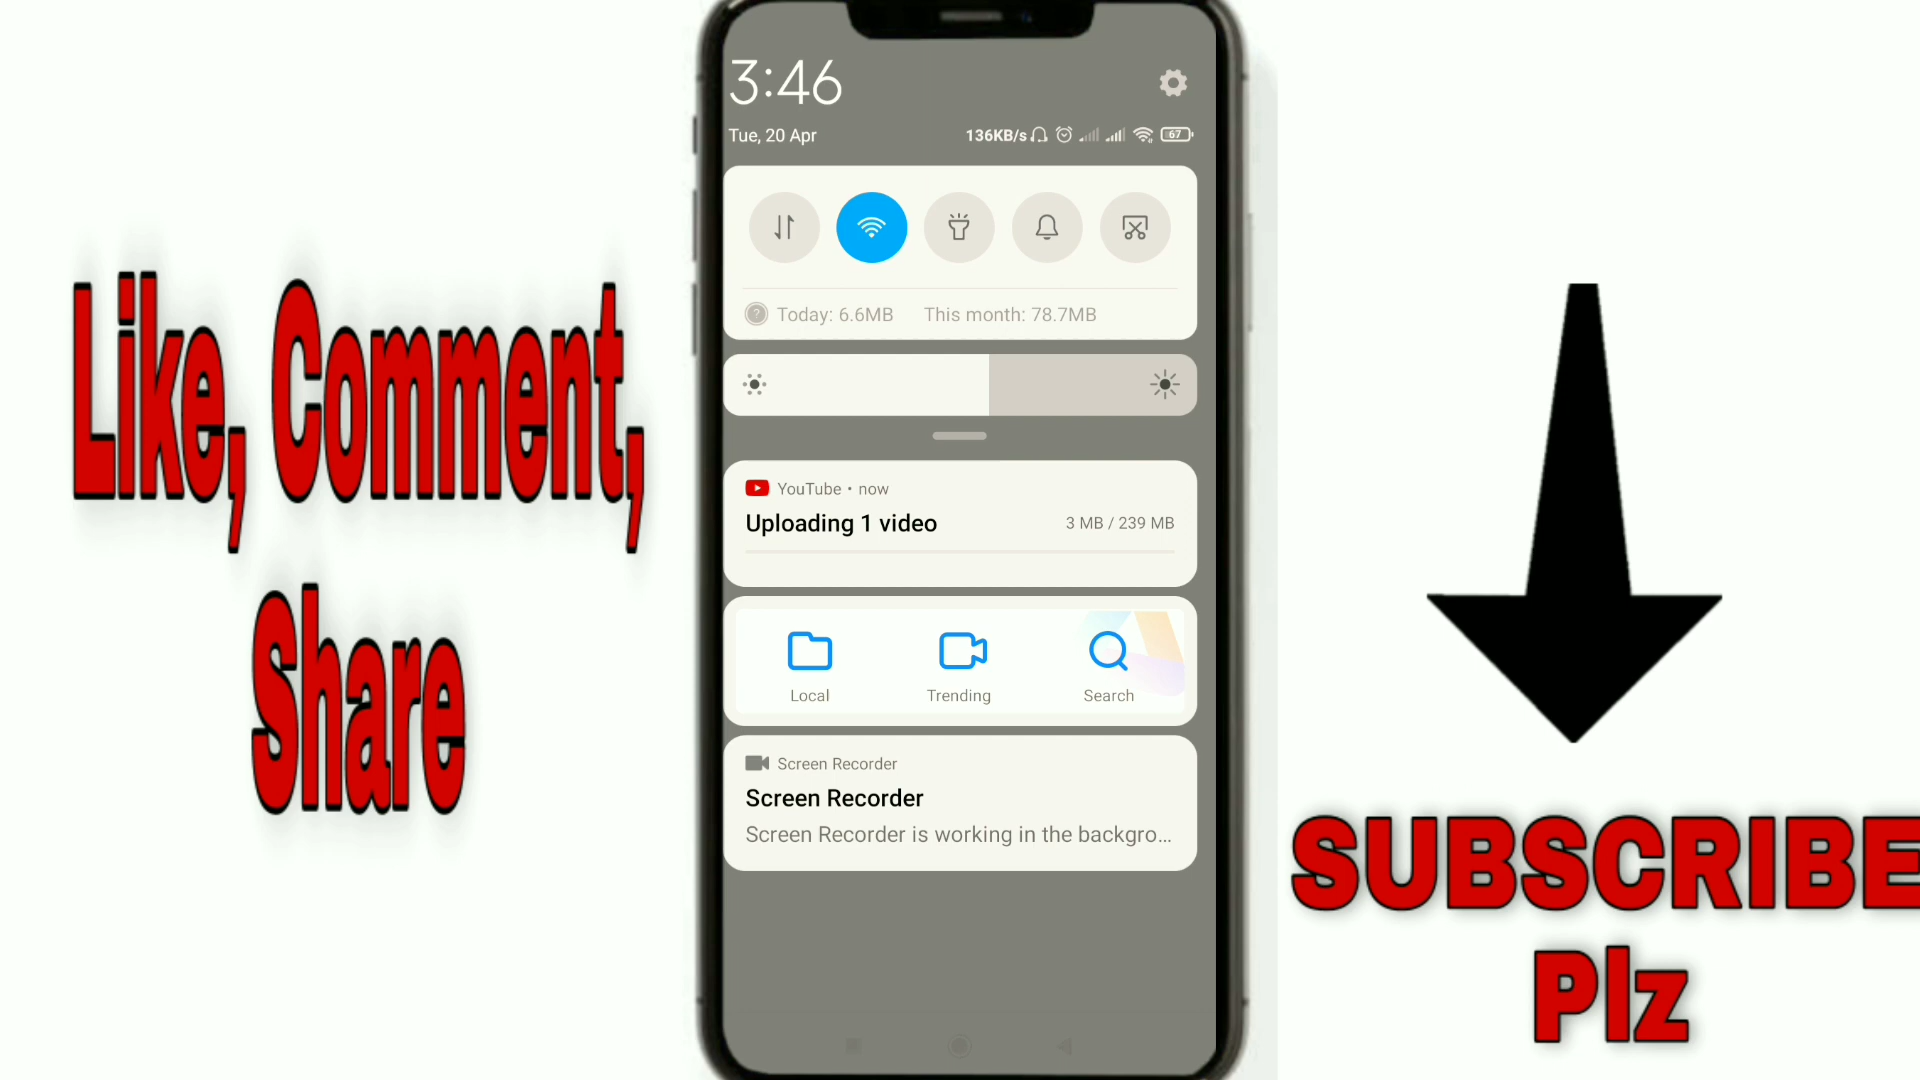 Like, Comment,
Share
3:46
Tue, 20 Apr
136KB/s 67
Today: 6.6MB This month: 78.7MB
YouTube • now
Uploading 1 video 3 MB / 239 MB
Local Trending Search
Screen Recorder
Screen Recorder
Screen Recorder is working in the backgro...
SUBSCRIBE
Plz